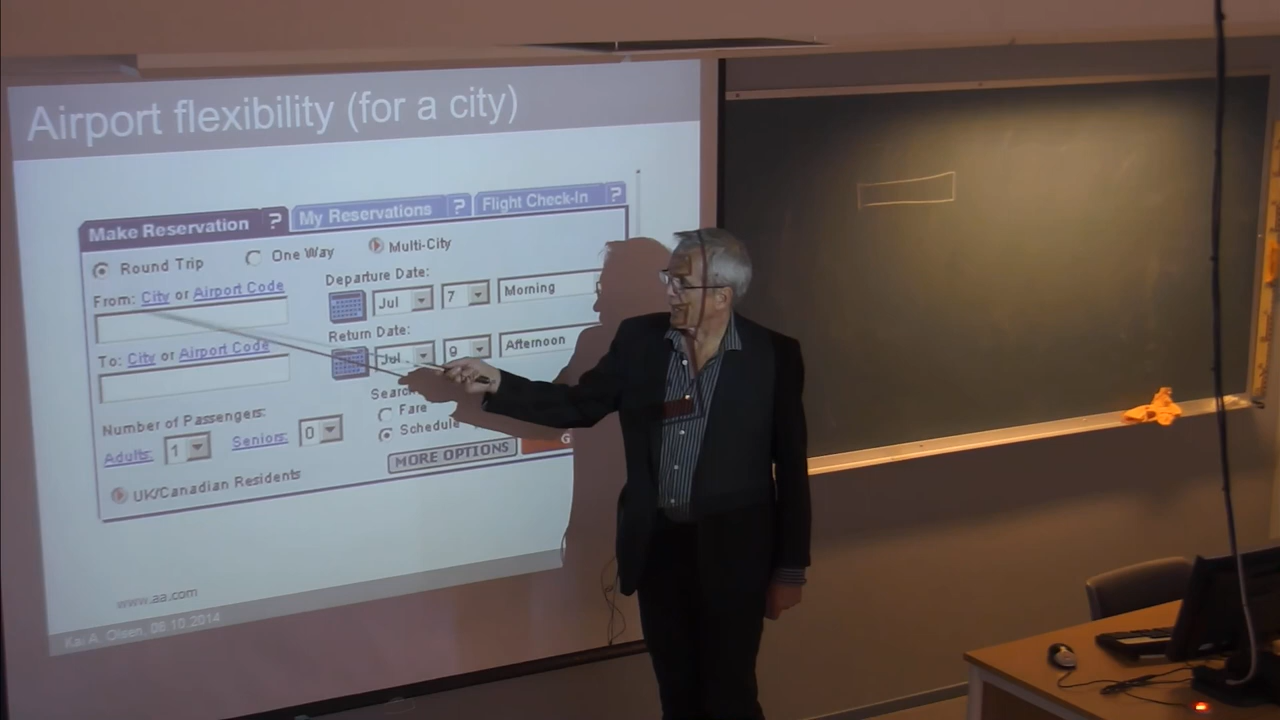 Airport flexibility (for a city)
Make Reservation ? My Reservations ? Flight Check-In ?
Round Trip One Way Multi-City
From: City or Airport Code
Departure Date:
Jul 7 Morning
Return Date:
To: City or Airport Code
Jul 9 Afternoon
Number of Passengers:
Adults: 1 Seniors: 0
Fare
Schedule
MORE OPTIONS
UK/Canadian Residents
www.aa.com
Kai A. Olsen, 08.10.2014